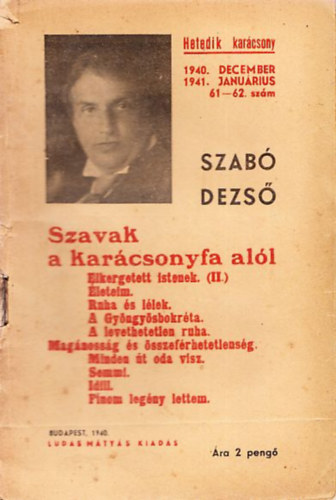 Hetedik karácsony
1940. DECEMBER
1941. JANUÁRIUS
61—62. szám
SZABÓ
DEZSŐ
Szavak
a karácsonyfa alól
Elkergetett istenek. (II.)
Életeim.
Ruha és lélek.
A Gyöngyösbokréta.
A levethetetlen ruha.
Magánosság és összeférhetetlenség.
Minden út oda visz.
Semmi.
Idill.
Finom legény lettem.
BUDAPEST, 1940.
LUDAS MÁTYÁS KIADÁS
Ára 2 pengő